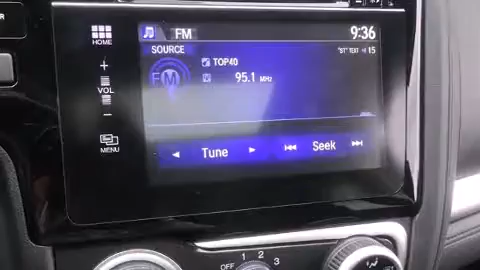 HOME
FM
9:36
SOURCE
"ST" TEXT
15
TOP40
FM
95.1 MHz
VOL
MENU
Tune
Seek
OFF 1 2 3